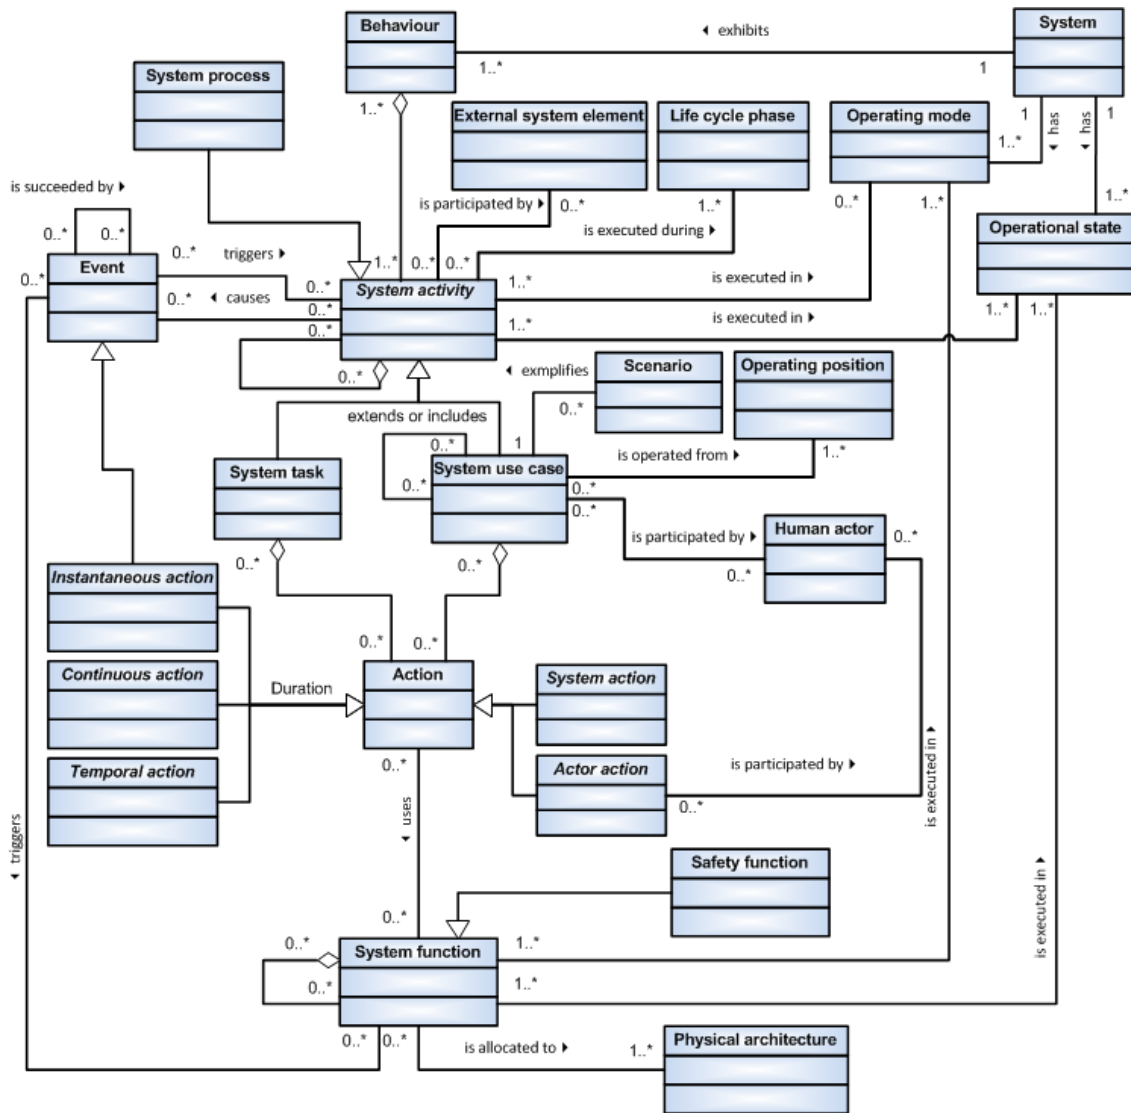 Behaviour
System
◄ exhibits
1..*
1
System process
1..*
External system element
Life cycle phase
Operating mode
1
◄ has
1
◄ has
1..*
is succeeded by ►
0..*
0..*
is participated by ►
0..*
1..*
0..*
1..*
1..*
is executed during ►
Operational state
Event
0..*
0..*
triggers ►
1..*
0..*
0..*
is executed in ►
1..*
0..*
System activity
0..*
◄ causes
0..*
0..*
1..*
is executed in ►
1..*
1..*
0..*
0..*
◄ exmplifies
Scenario
Operating position
0..*
extends or includes
0..*
1
is operated from ►
1..*
System task
System use case
0..*
0..*
0..*
is participated by ►
Human actor
0..*
0..*
0..*
0..*
Instantaneous action
0..*
0..*
Continuous action
Duration
Action
System action
Temporal action
0..*
Actor action
is participated by ►
0..*
is executed in ►
◄ triggers
◄ uses
Safety function
is executed in ►
0..*
0..*
System function
1..*
0..*
1..*
0..*
0..*
is allocated to ►
1..*
Physical architecture